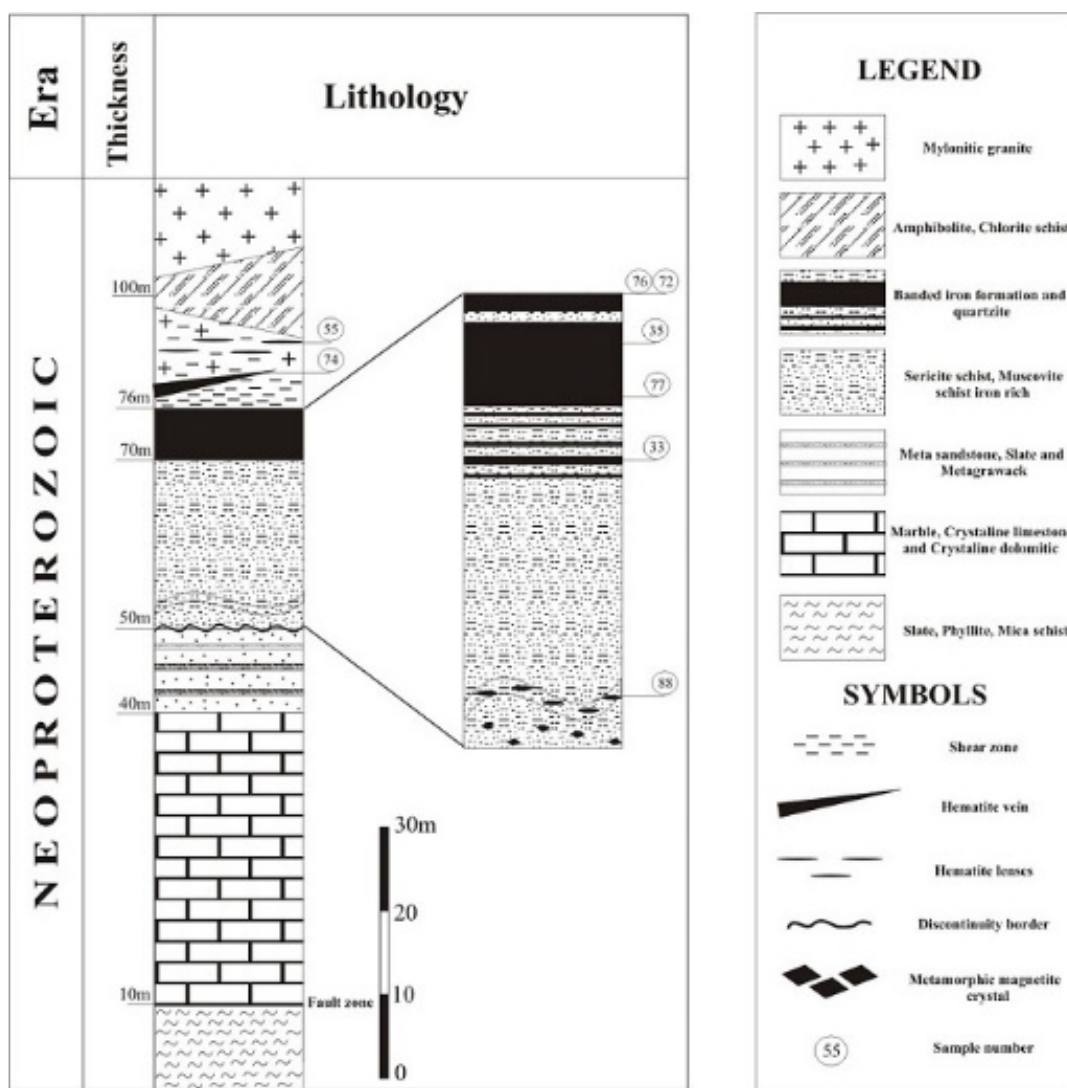 Era
Thickness
Lithology
NEOPROTEROZOIC
100m
76m
70m
50m
40m
10m
55
74
Fault zone
30m
20
10
0
76 72
35
77
33
88
LEGEND
Mylonitic granite
Amphibolite, Chlorite schist
Banded iron formation and
quartzite
Sericite schist, Muscovite
schist iron rich
Meta sandstone, Slate and
Metagrawack
Marble, Crystaline limeston
and Crystaline dolomitic
Slate, Phyllite, Mica schist
SYMBOLS
Shear zone
Hematite vein
Hematite lenses
Discontinuity border
Metamorphic magnetite
crystal
55
Sample number